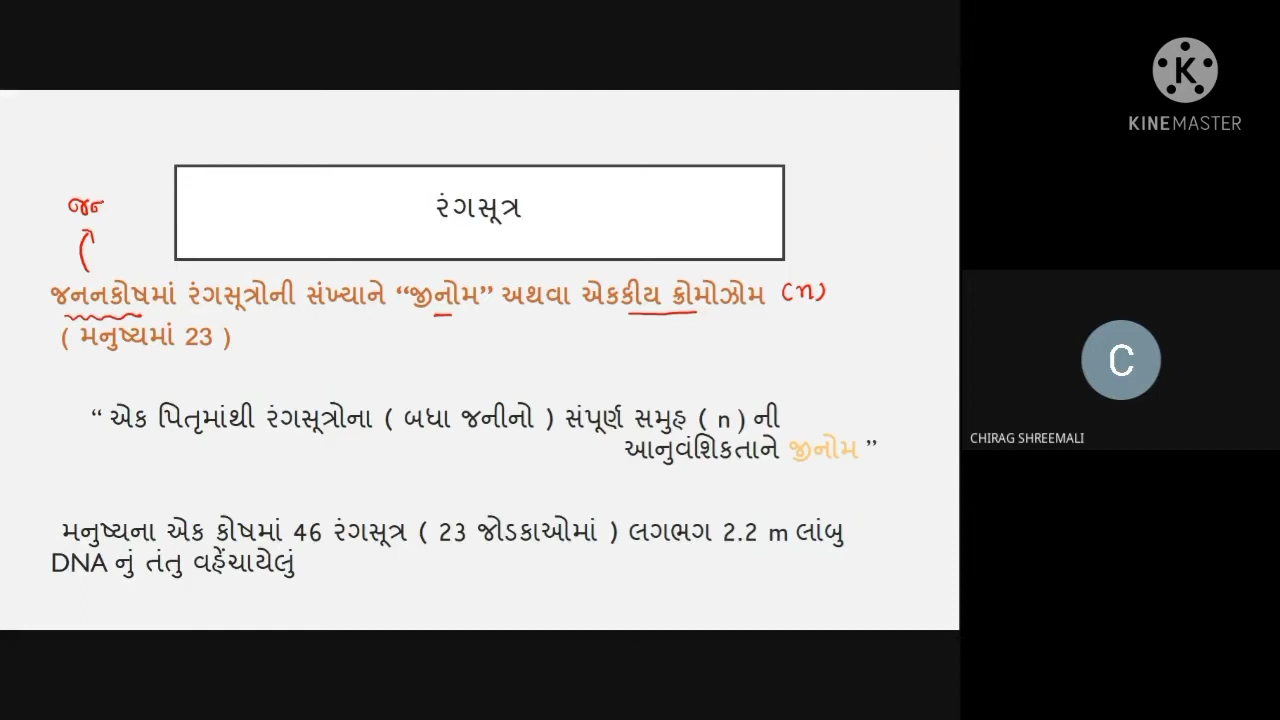 K
KINEMASTER
રંગસૂત્ર
જન
જનનકોષમાં રંગસૂત્રોની સંખ્યાને “જીનોમ” અથવા એકકીય ક્રોમોઝોમ (n)
( મનુષ્યમાં 23 )
“ એક પિતૃમાંથી રંગસૂત્રોના ( બધા જનીનો ) સંપૂર્ણ સમુહ ( n ) ની
આનુવંશિકતાને જીનોમ ”
મનુષ્યના એક કોષમાં 46 રંગસૂત્ર ( 23 જોડકાઓમાં ) લગભગ 2.2 m લાંબુ
DNA નું તંતુ વહેંચાયેલું
C
CHIRAG SHREEMALI